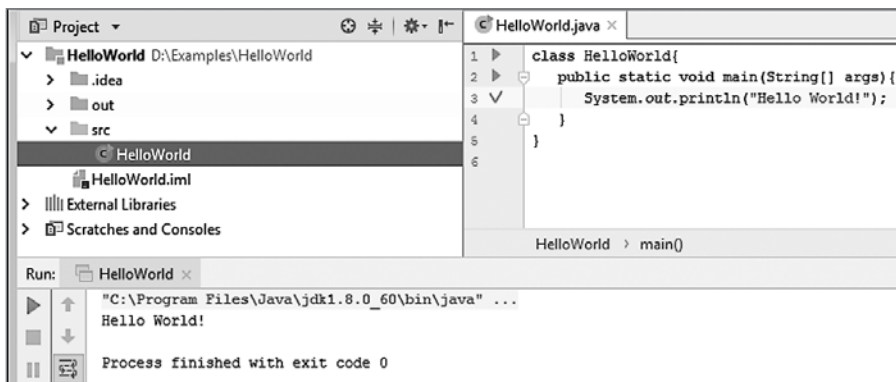 Project
HelloWorld D:\Examples\HelloWorld
.idea
out
src
HelloWorld
HelloWorld.iml
External Libraries
Scratches and Consoles
HelloWorld.java
1 class HelloWorld{
2 public static void main(String[] args){
3 System.out.println("Hello World!");
4 }
5 }
6
HelloWorld > main()
Run: HelloWorld
"C:\Program Files\Java\jdk1.8.0_60\bin\java" ...
Hello World!
Process finished with exit code 0